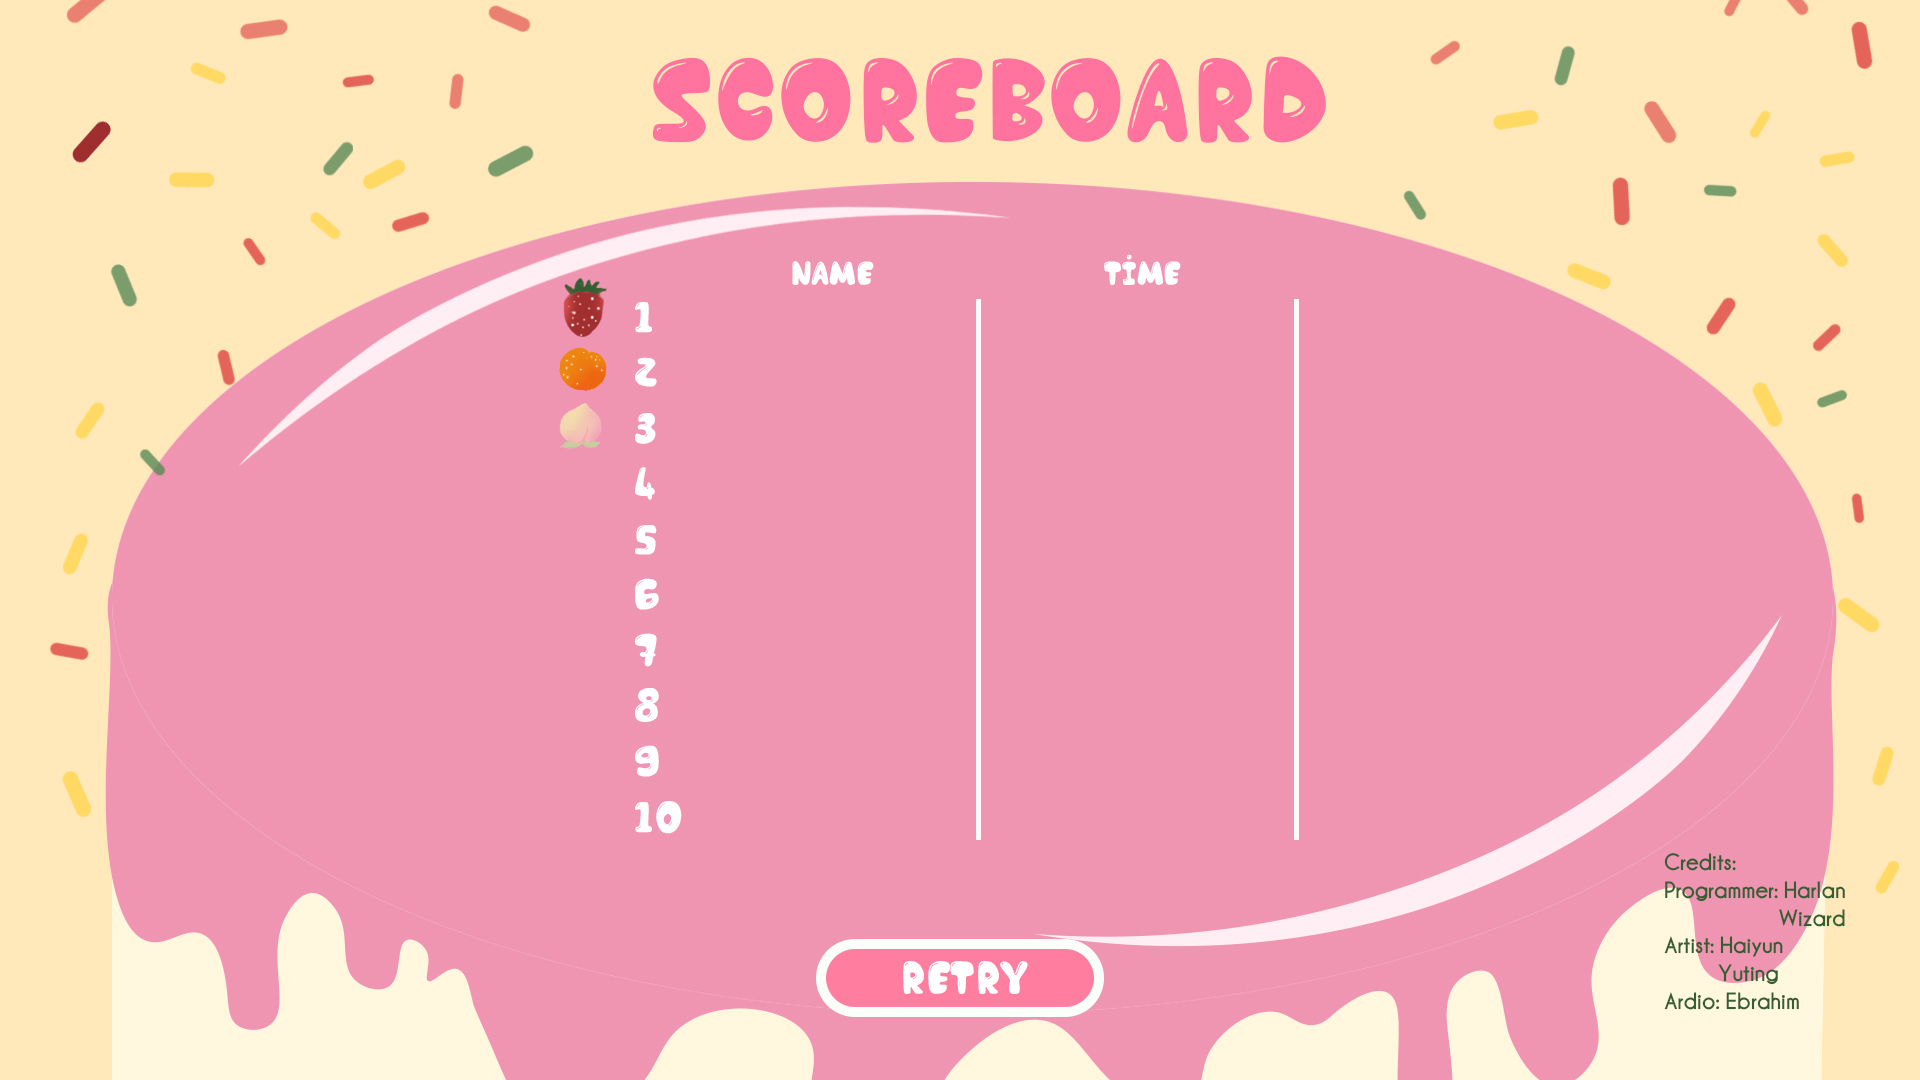 SCOREBOARD
NAME TİME
1
2
3
4
5
6
7
8
9
10
Credits:
Programmer: Harlan
Wizard
Artist: Haiyun
Yuting
Ardio: Ebrahim
RETRY